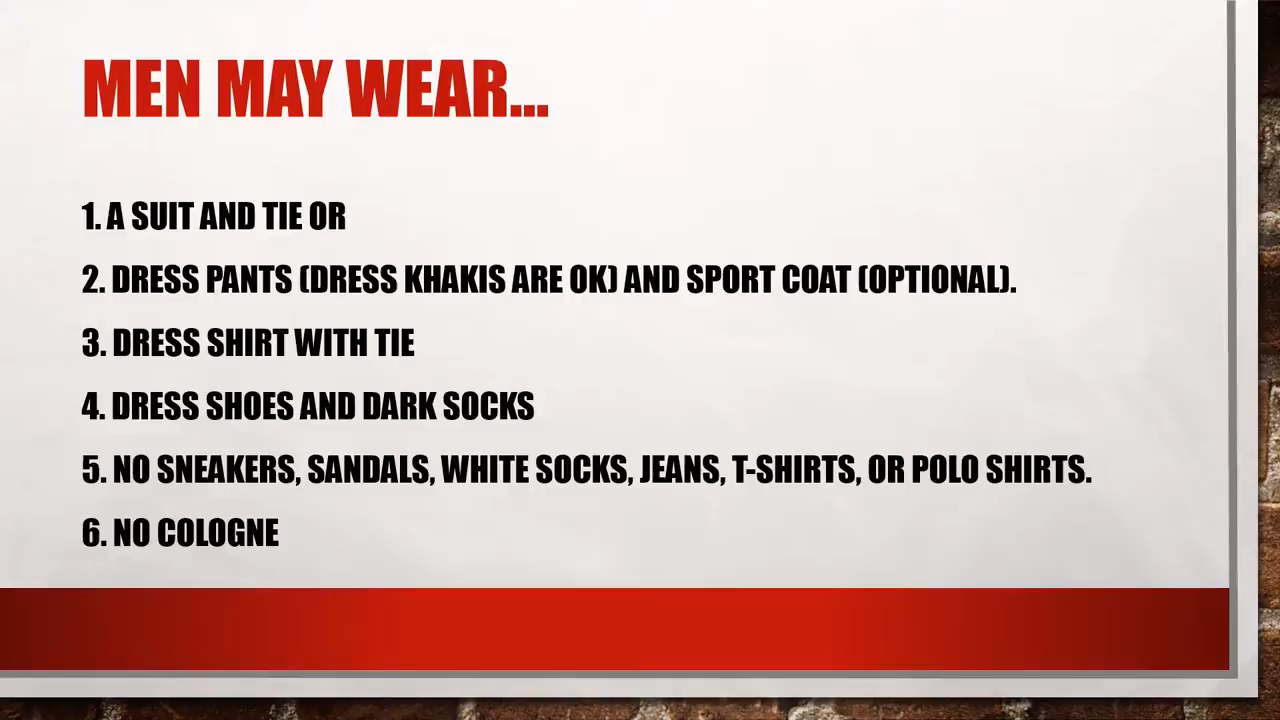 MEN MAY WEAR...
1. A SUIT AND TIE OR
2. DRESS PANTS (DRESS KHAKIS ARE OK) AND SPORT COAT (OPTIONAL).
3. DRESS SHIRT WITH TIE
4. DRESS SHOES AND DARK SOCKS
5. NO SNEAKERS, SANDALS, WHITE SOCKS, JEANS, T-SHIRTS, OR POLO SHIRTS.
6. NO COLOGNE